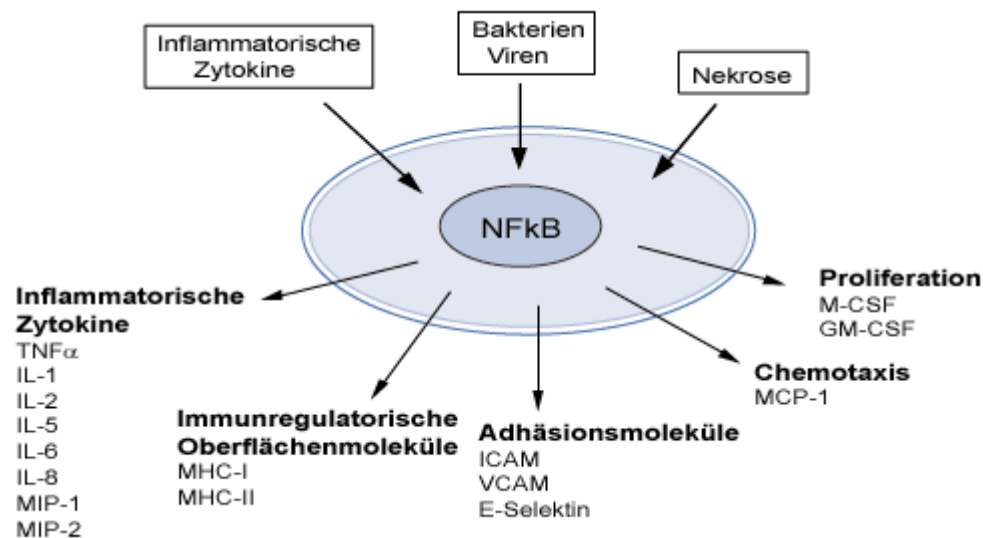 Inflammatorische
Zytokine
Bakterien
Viren
Nekrose
NFkB
Inflammatorische
Zytokine
TNFα
IL-1
IL-2
IL-5
IL-6
IL-8
MIP-1
MIP-2
Immunregulatorische
Oberflächenmoleküle
MHC-I
MHC-II
Adhäsionsmoleküle
ICAM
VCAM
E-Selektin
Chemotaxis
MCP-1
Proliferation
M-CSF
GM-CSF